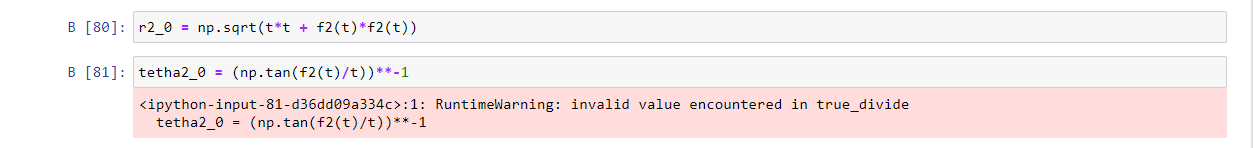 В [80]: r2_0 = np.sqrt(t*t + f2(t)*f2(t))
В [81]: tetha2_0 = (np.tan(f2(t)/t))**-1
<ipython-input-81-d36dd09a334c>:1: RuntimeWarning: invalid value encountered in true_divide
tetha2_0 = (np.tan(f2(t)/t))**-1